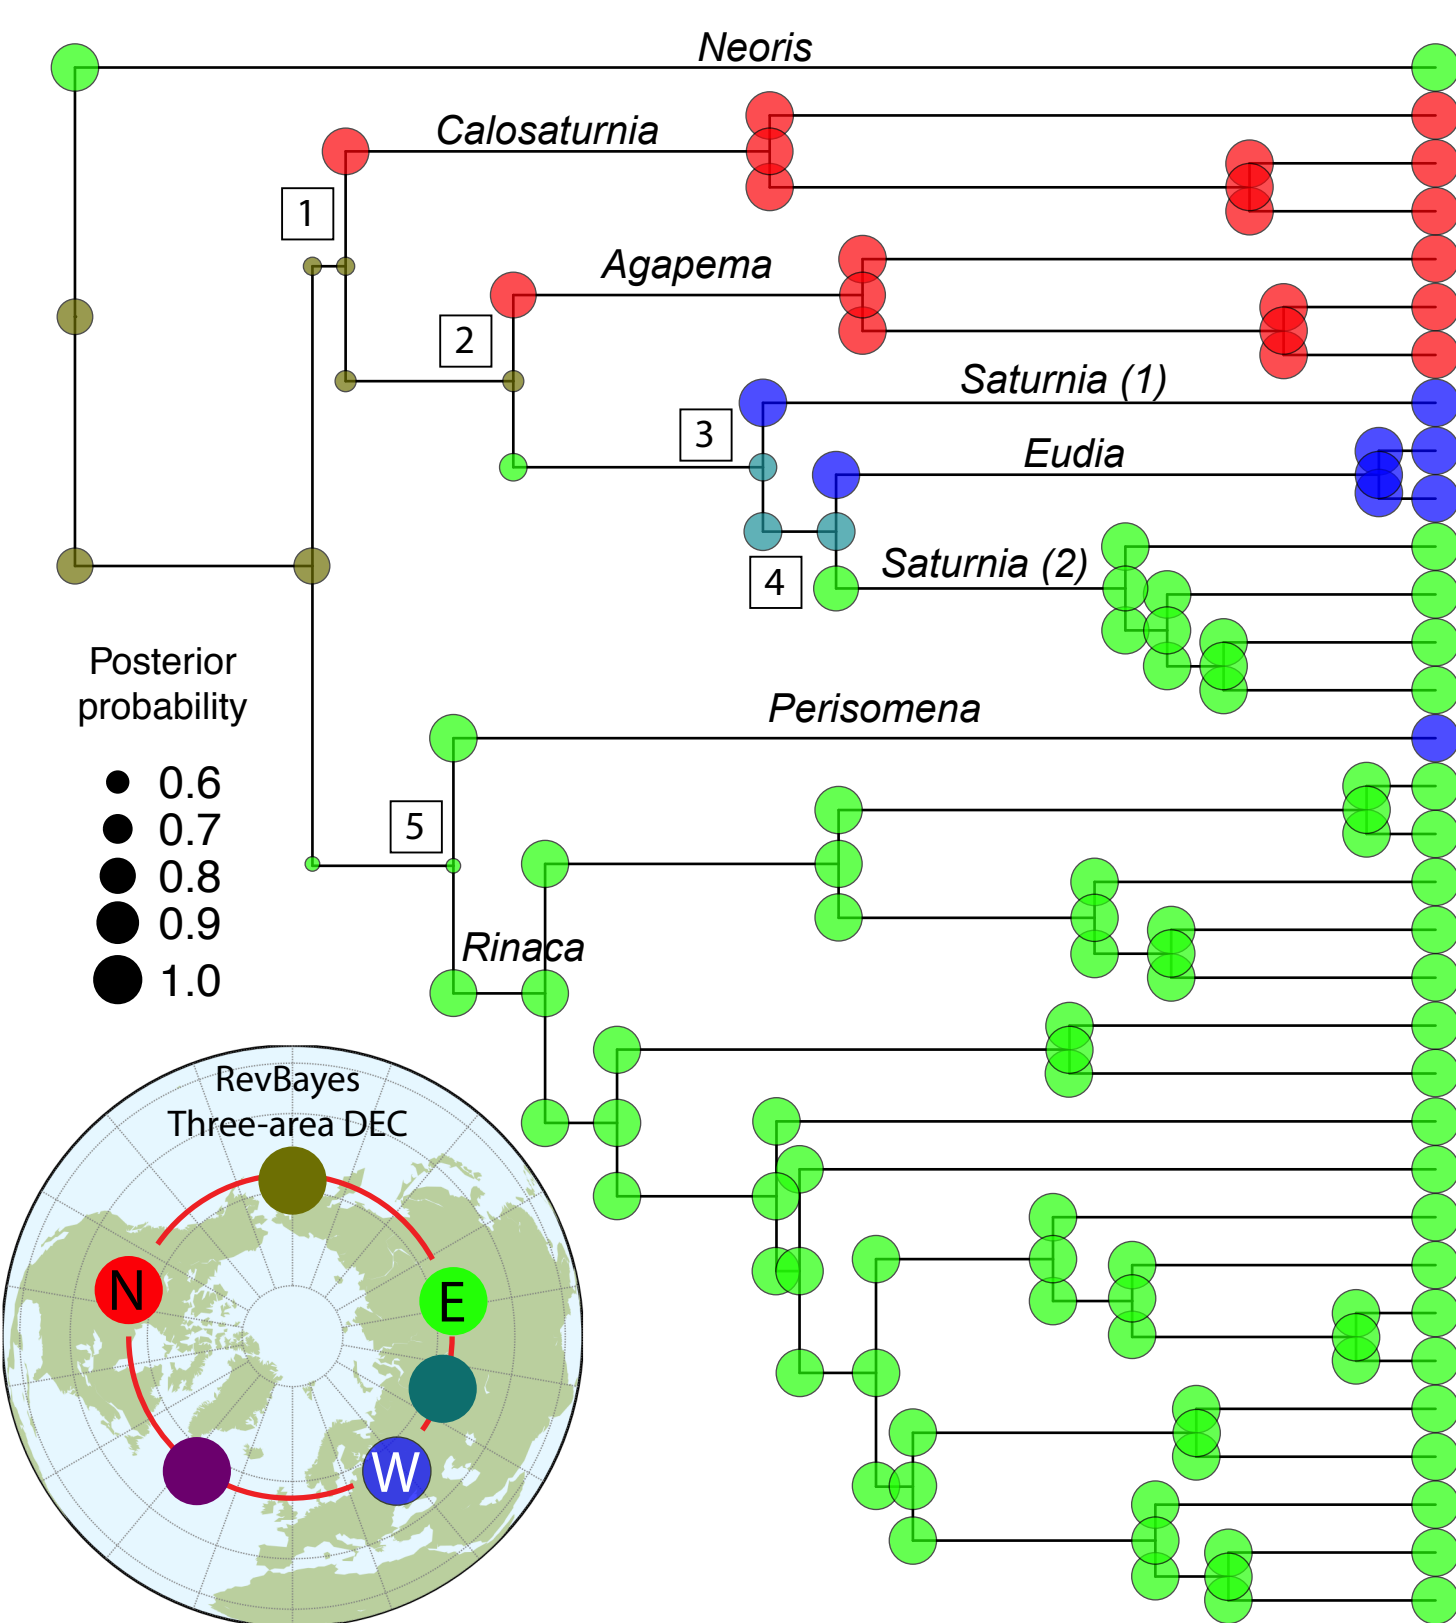 Neoris
Calosaturnia
1
Agapema
2
Saturnia (1)
3
Eudia
Saturnia (2)
4
Posterior
probability
0.6
0.7
0.8
0.9
1.0
Perisomena
5
Rinaca
RevBayes
Three-area DEC
N
E
W